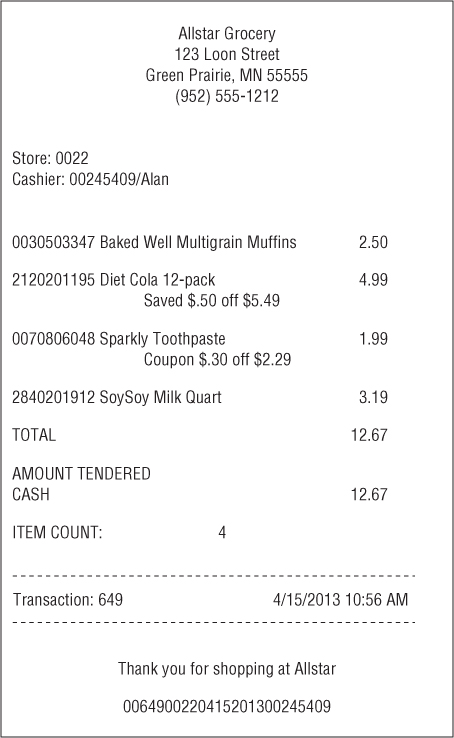 Allstar Grocery
123 Loon Street
Green Prairie, MN 55555
(952) 555-1212
Store: 0022
Cashier: 00245409/Alan
0030503347 Baked Well Multigrain Muffins 2.50
2120201195 Diet Cola 12-pack 4.99
Saved $.50 off $5.49
0070806048 Sparkly Toothpaste 1.99
Coupon $.30 off $2.29
2840201912 SoySoy Milk Quart 3.19
TOTAL 12.67
AMOUNT TENDERED
CASH 12.67
ITEM COUNT: 4
Transaction: 649 4/15/2013 10:56 AM
Thank you for shopping at Allstar
0064900220415201300245409